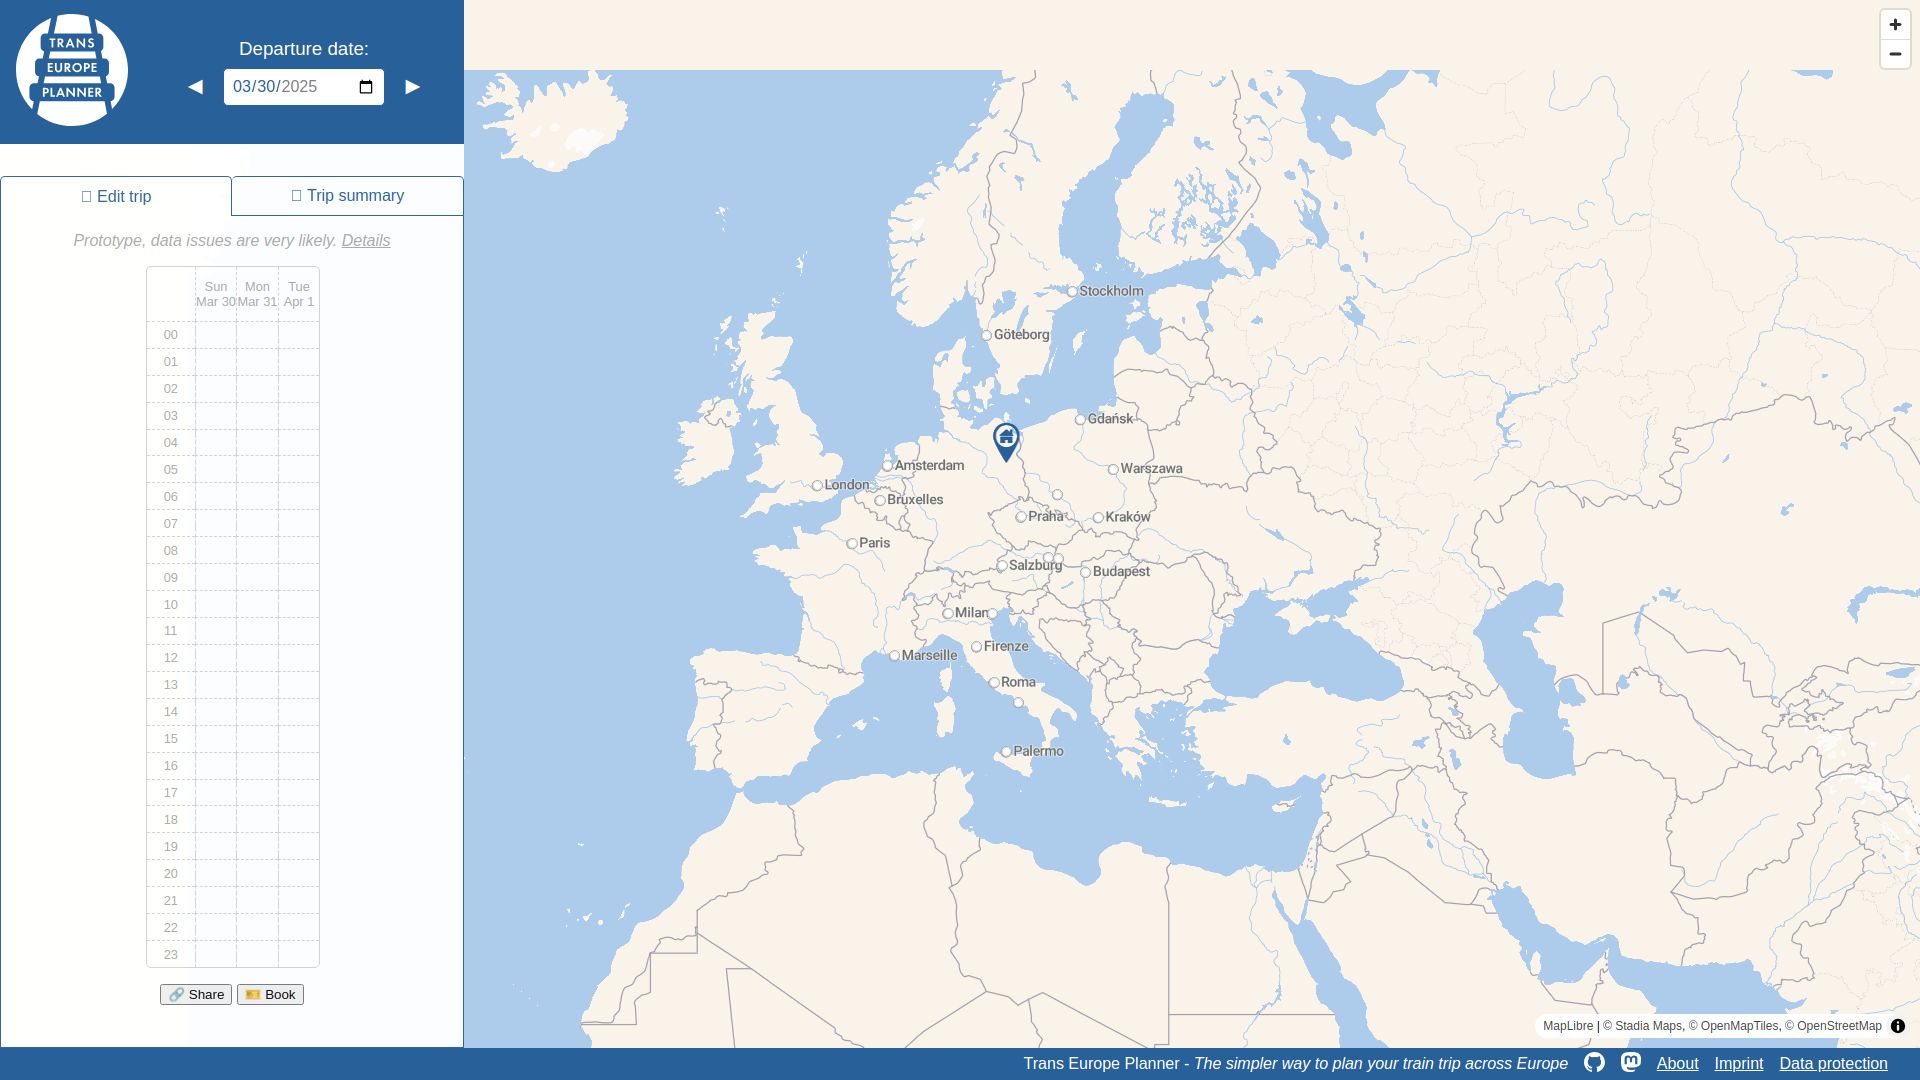 TRANS
EUROPE
PLANNER
Departure date:
◀ 03/30/2025 ▶
Edit trip
Trip summary
Prototype, data issues are very likely. Details
Sun Mon Tue
Mar 30 Mar 31 Apr 1
00
01
02
03
04
05
06
07
08
09
10
11
12
13
14
15
16
17
18
19
20
21
22
23
🔗 Share
🎫 Book
Stockholm
Göteborg
Gdańsk
Amsterdam
Warszawa
London
Bruxelles
Praha
Kraków
Paris
Salzburg
Budapest
Milan
Firenze
Marseille
Roma
Palermo
MapLibre | © Stadia Maps, © OpenMapTiles, © OpenStreetMap
Trans Europe Planner - The simpler way to plan your train trip across Europe
About
Imprint
Data protection